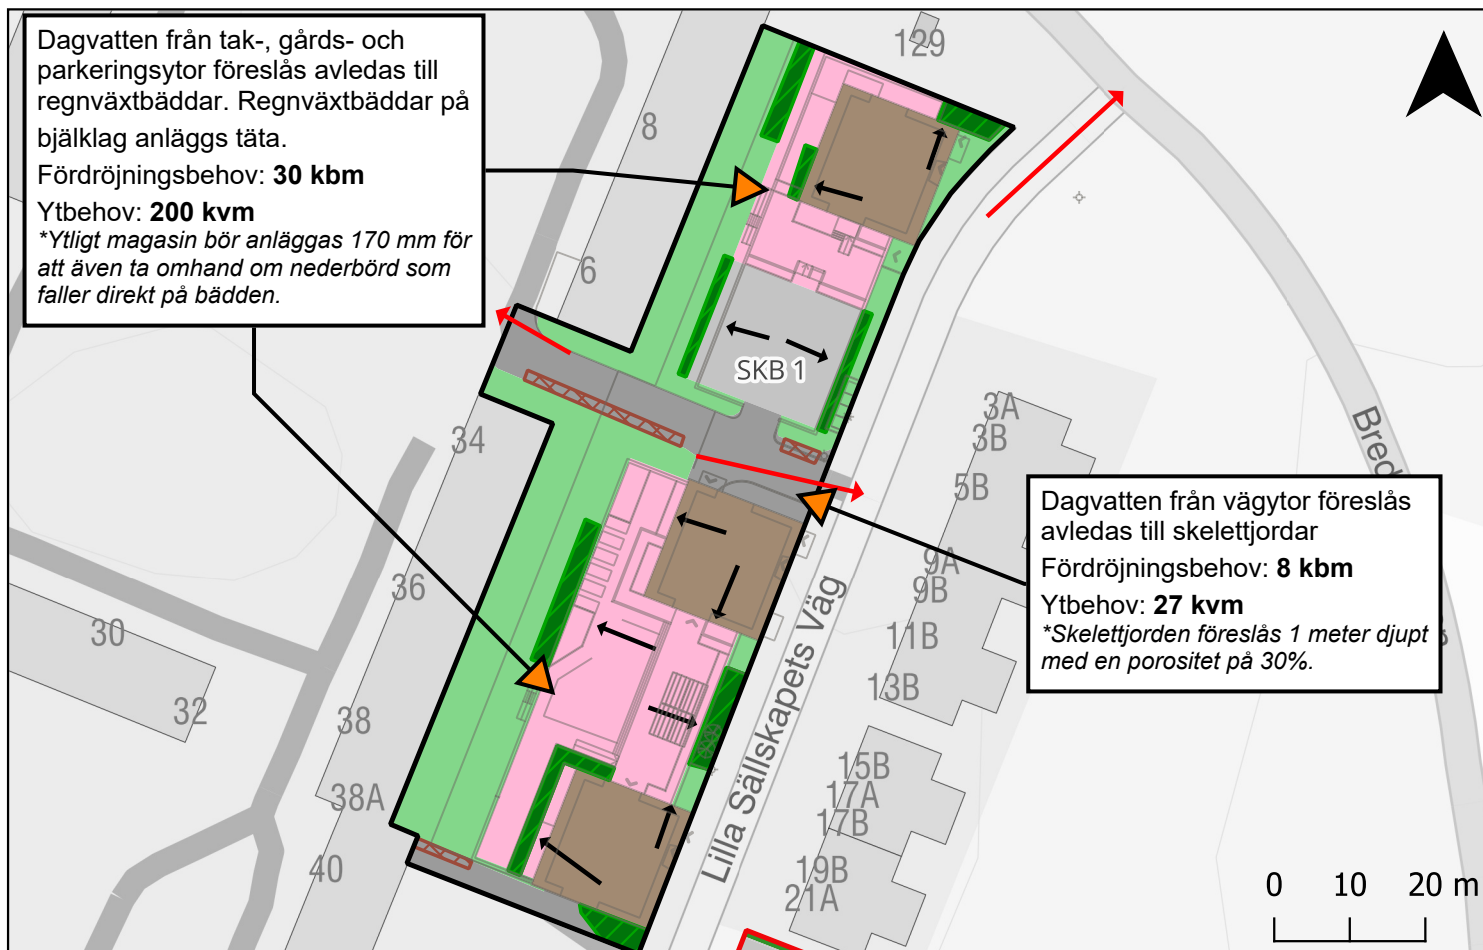 Dagvatten från tak-, gårds- och
parkeringsytor föreslås avledas till
regnväxtbäddar. Regnväxtbäddar på
bjälklag anläggs täta.
Fördröjningsbehov: 30 kbm
Ytbehov: 200 kvm
*Ytligt magasin bör anläggas 170 mm för
att även ta omhand om nederbörd som
faller direkt på bädden.
129
8
6
SKB 1
34
3A
3B
5B
Bred
Dagvatten från vägytor föreslås
avledas till skelettjordar
Fördröjningsbehov: 8 kbm
Ytbehov: 27 kvm
*Skelettjorden föreslås 1 meter djupt
med en porositet på 30%.
9A
9B
11B
13B
36
30
32
38
38A
40
Lilla Sällskapets Väg
15B
17A
17B
19B
21A
0 10 20 m